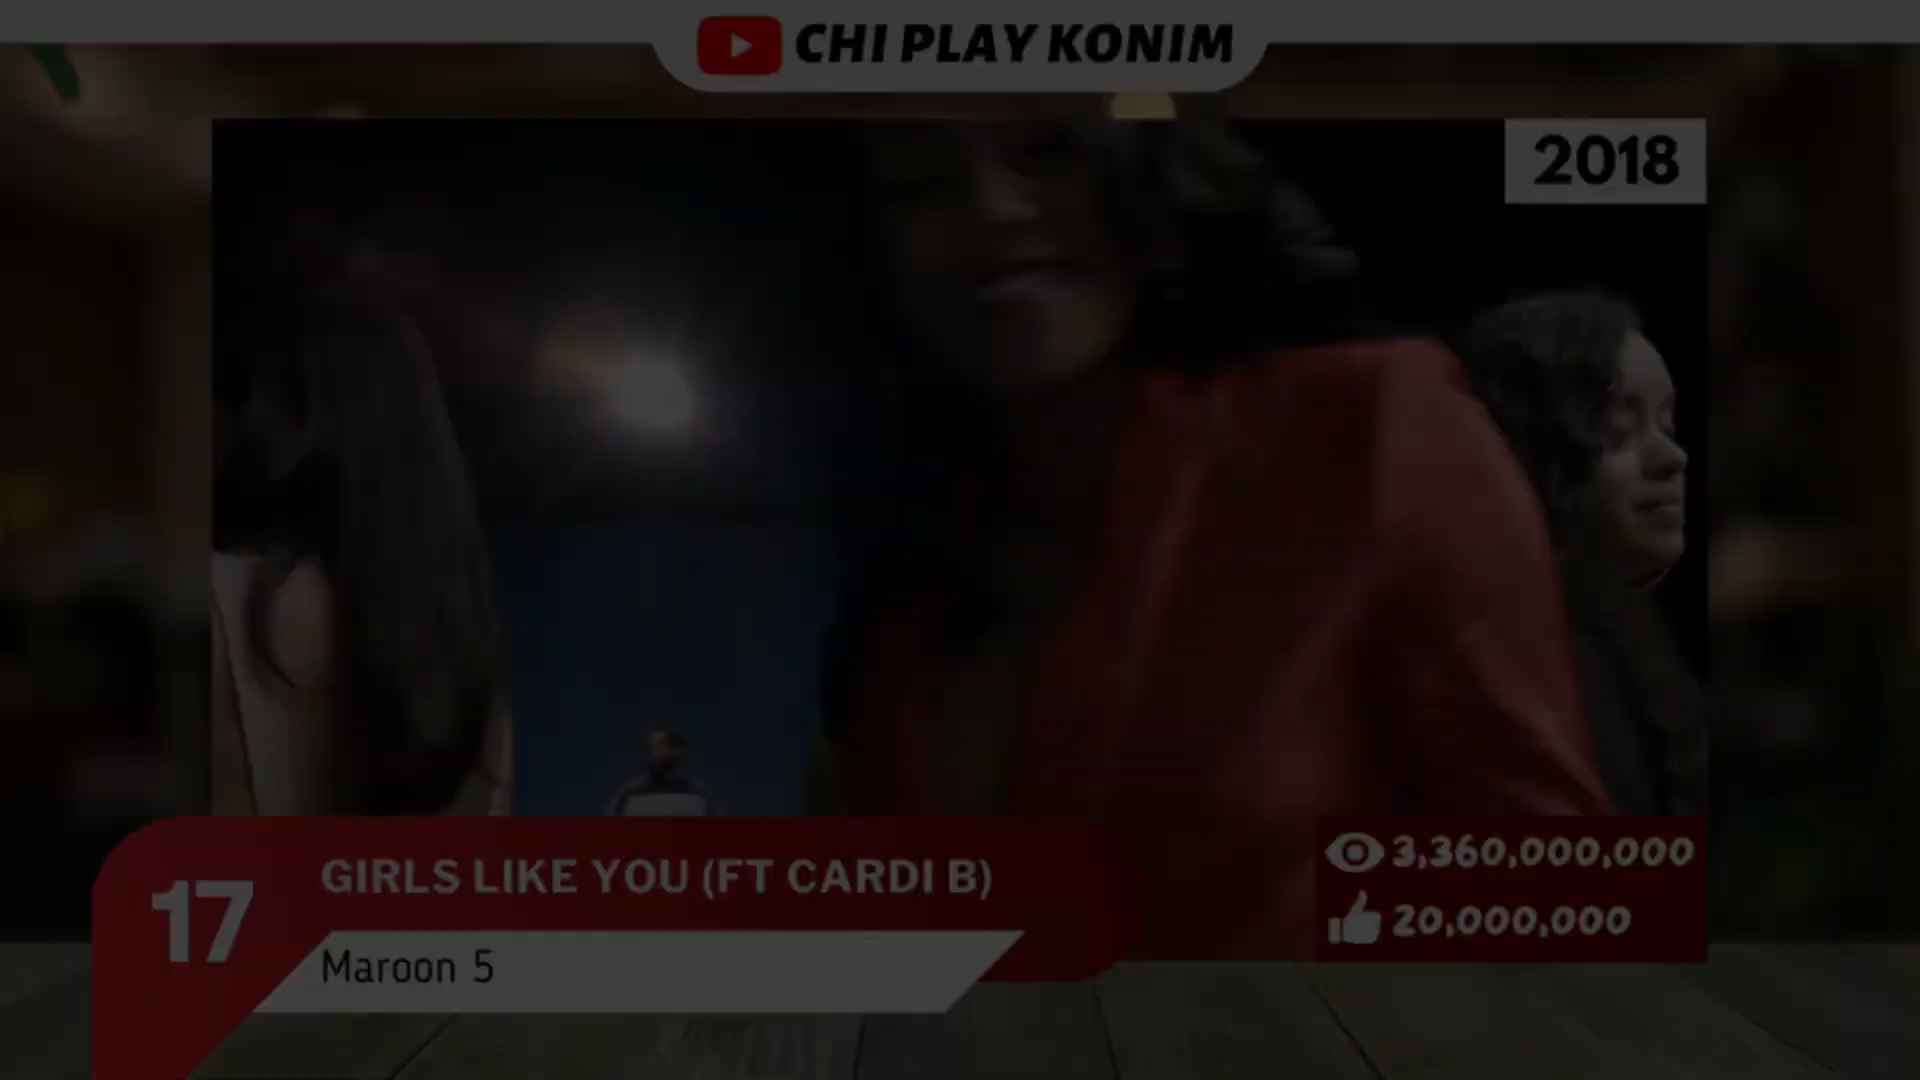 CHI PLAY KONIM
2018
17
GIRLS LIKE YOU (FT CARDI B)
Maroon 5
3,360,000,000
20,000,000